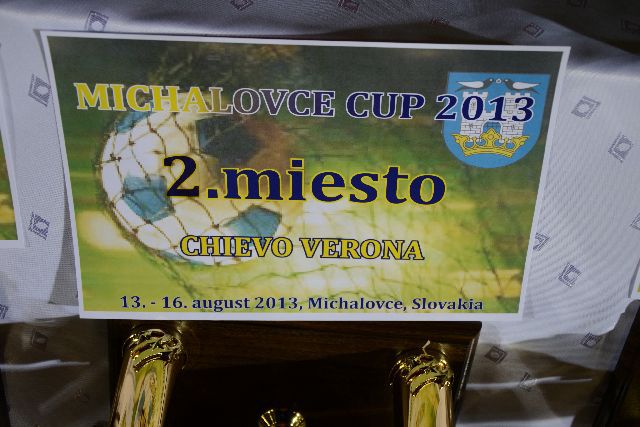 MICHALOVCE CUP 2013
2.miesto
CHIEVO VERONA
13. - 16. august 2013, Michalovce, Slovakia